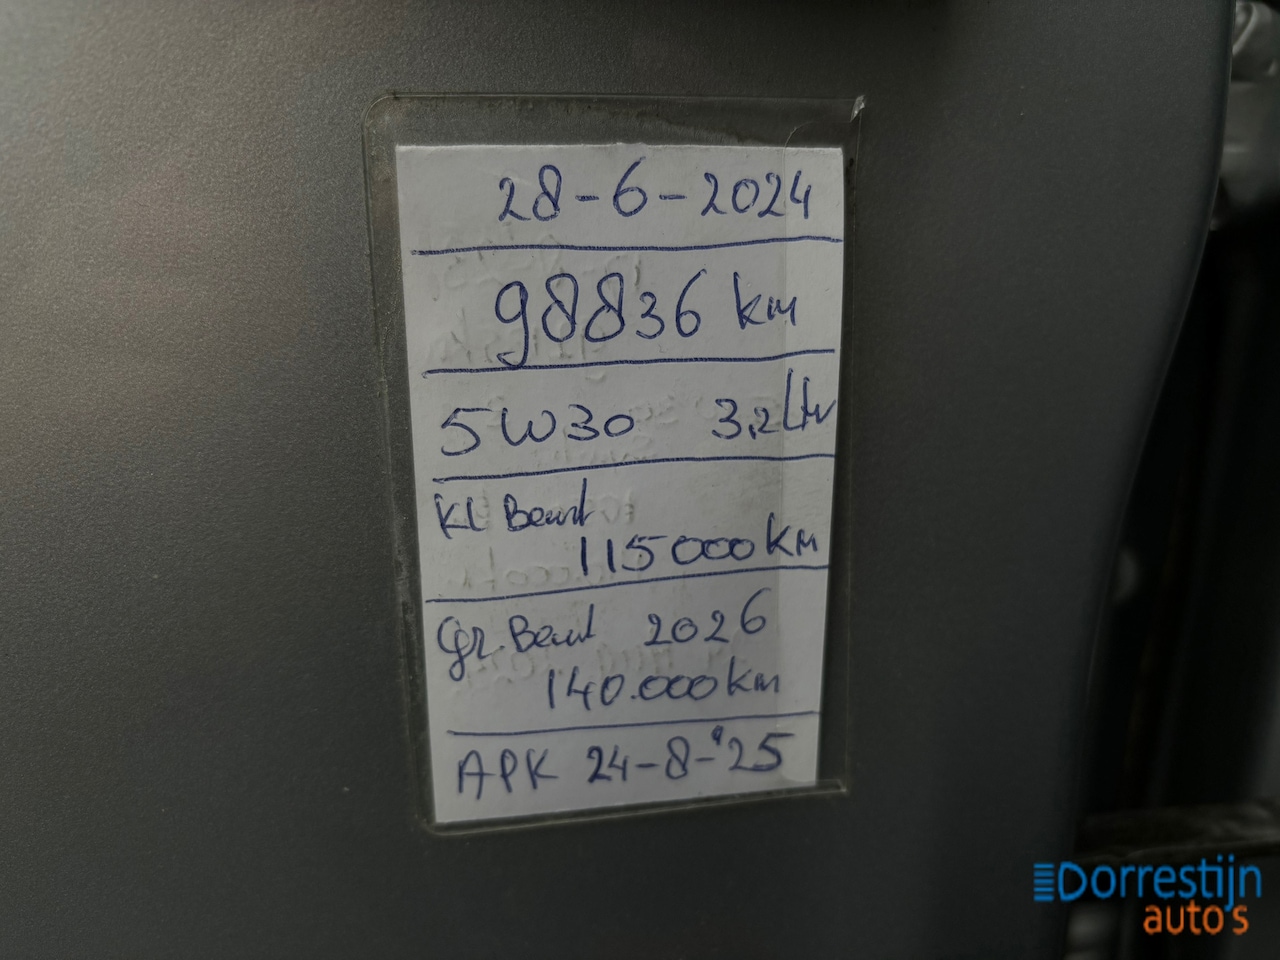 28-6-2024
98836 km
5W30 3,2 Ltr
Kl Beurt
115000 km
Gr. Beurt 2026
140.000 km
APK 24-8-'25
Dorrestijn
auto's